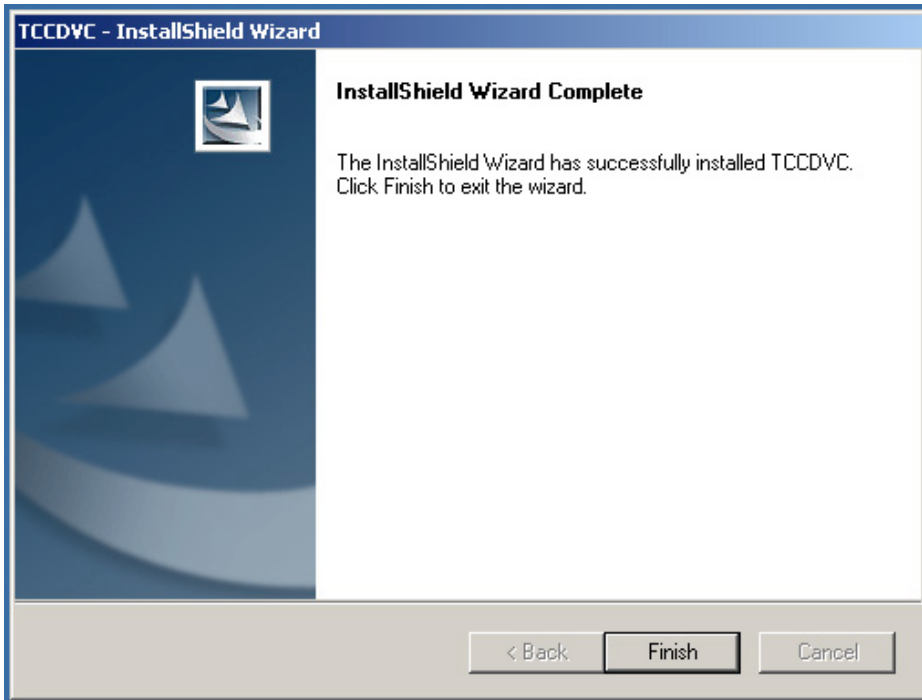 TCCDVC - InstallShield Wizard
InstallShield Wizard Complete
The InstallShield Wizard has successfully installed TCCDVC.
Click Finish to exit the wizard.
< Back
Finish
Cancel